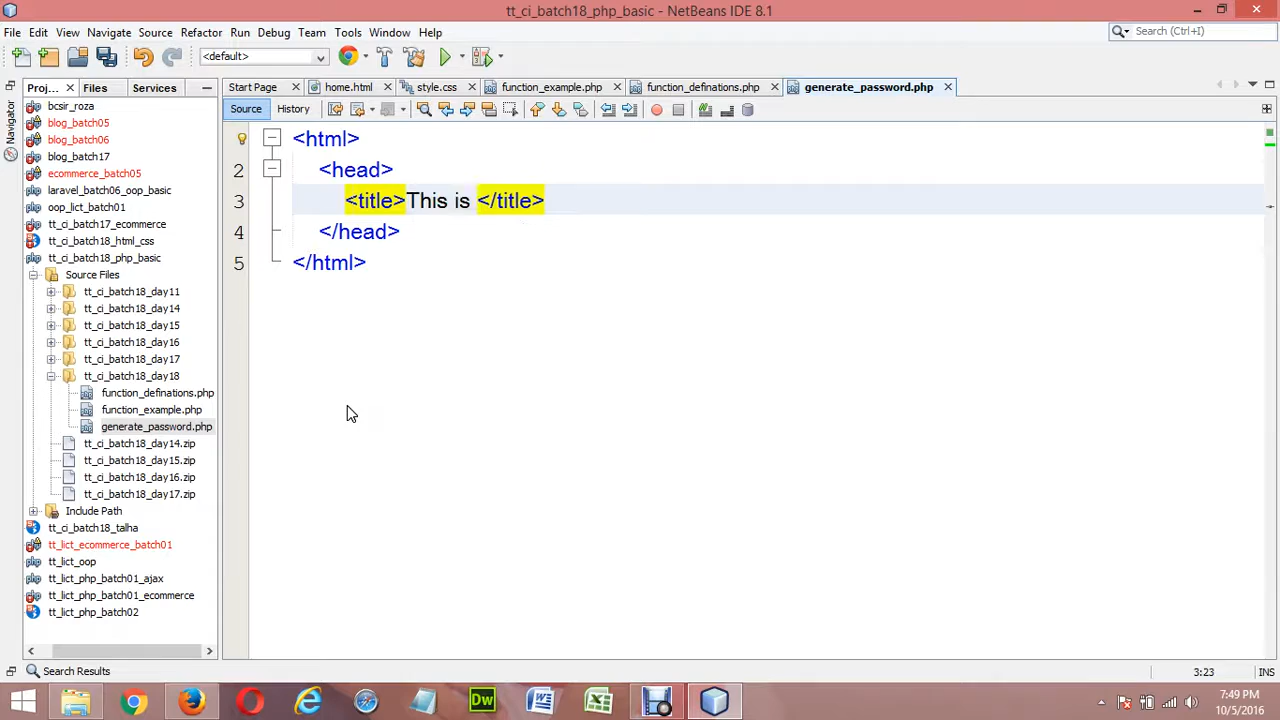 tt_ci_batch18_php_basic - NetBeans IDE 8.1
File Edit View Navigate Source Refactor Run Debug Team Tools Window Help
Search (Ctrl+I)
<default>
Proj... Files Services
Start Page home.html style.css function_example.php function_definations.php generate_password.php
Source History
Navigator
bcsir_roza
blog_batch05
blog_batch06
blog_batch17
ecommerce_batch05
laravel_batch06_oop_basic
oop_lict_batch01
tt_ci_batch17_ecommerce
tt_ci_batch18_html_css
tt_ci_batch18_php_basic
Source Files
tt_ci_batch18_day11
tt_ci_batch18_day14
tt_ci_batch18_day15
tt_ci_batch18_day16
tt_ci_batch18_day17
tt_ci_batch18_day18
function_definations.php
function_example.php
generate_password.php
tt_ci_batch18_day14.zip
tt_ci_batch18_day15.zip
tt_ci_batch18_day16.zip
tt_ci_batch18_day17.zip
Include Path
tt_ci_batch18_talha
tt_lict_ecommerce_batch01
tt_lict_oop
tt_lict_php_batch01_ajax
tt_lict_php_batch01_ecommerce
tt_lict_php_batch02
<html>
2 <head>
3 <title>This is </title>
4 </head>
5 </html>
Search Results
3:23 INS
Dw
7:49 PM
10/5/2016